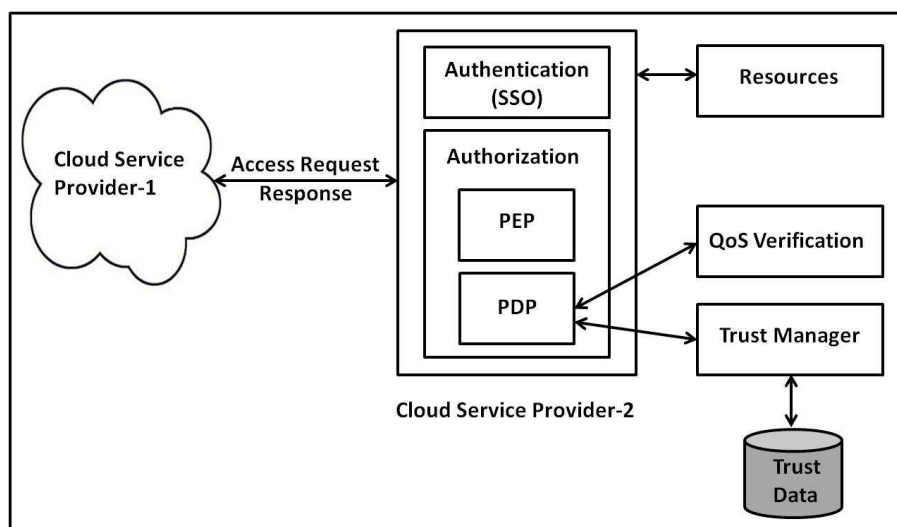 Authentication
(SSO)
Resources
Cloud Service
Provider-1
Access Request
Response
Authorization
PEP
QoS Verification
PDP
Trust Manager
Cloud Service Provider-2
Trust
Data